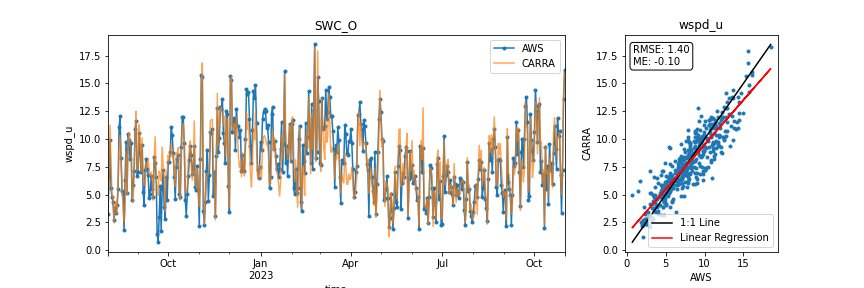 SWC_O
wspd_u
17.5
15.0
12.5
10.0
7.5
5.0
2.5
0.0
Oct
Jan
2023
Apr
Jul
Oct
AWS
CARRA
wspd_u
CARRA
17.5
15.0
12.5
10.0
7.5
5.0
2.5
0.0
RMSE: 1.40
ME: -0.10
1:1 Line
Linear Regression
0
5
10
15
AWS